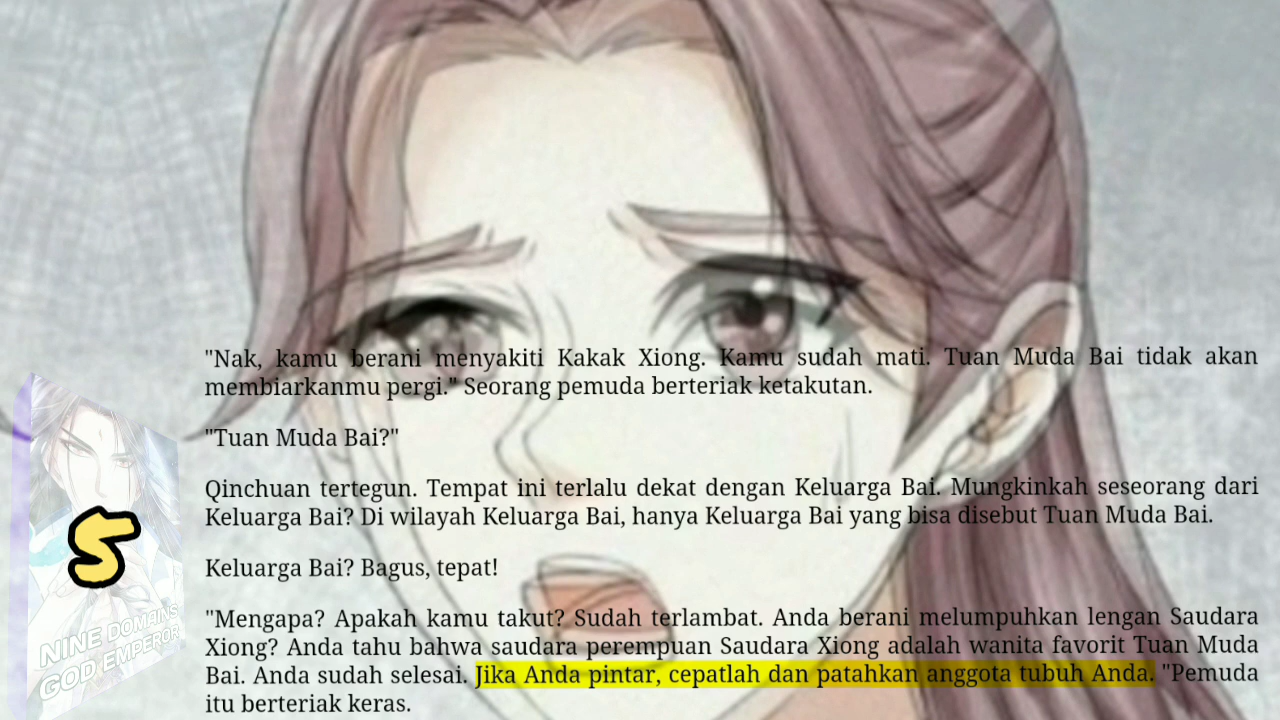 "Nak, kamu berani menyakiti Kakak Xiong. Kamu sudah mati. Tuan Muda Bai tidak akan
membiarkanmu pergi." Seorang pemuda berteriak ketakutan.
"Tuan Muda Bai?"
Qinchuan tertegun. Tempat ini terlalu dekat dengan Keluarga Bai. Mungkinkah seseorang dari
Keluarga Bai? Di wilayah Keluarga Bai, hanya Keluarga Bai yang bisa disebut Tuan Muda Bai.
Keluarga Bai? Bagus, tepat!
"Mengapa? Apakah kamu takut? Sudah terlambat. Anda berani melumpuhkan lengan Saudara
Xiong? Anda tahu bahwa saudara perempuan Saudara Xiong adalah wanita favorit Tuan Muda
Bai. Anda sudah selesai. Jika Anda pintar, cepatlah dan patahkan anggota tubuh Anda. "Pemuda
itu berteriak keras.
5
NINE DOMAINS
GOD EMPEROR